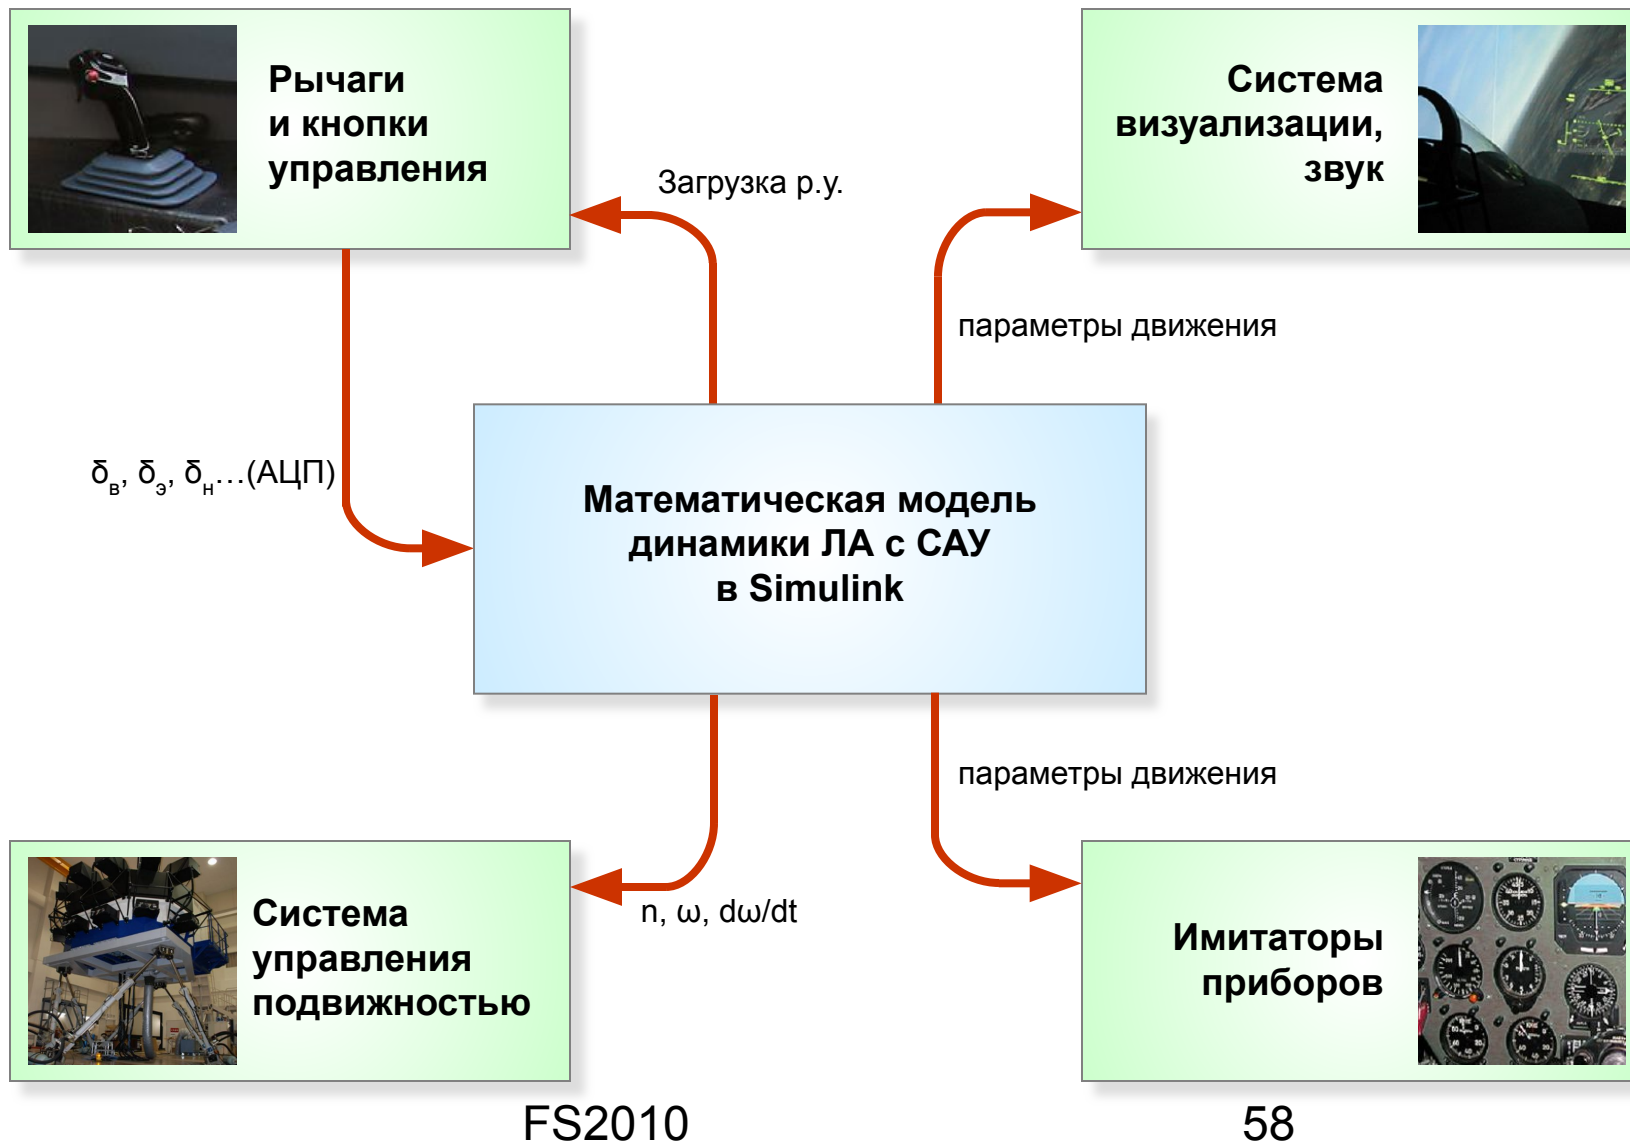 Рычаги
и кнопки
управления
Система
визуализации,
звук
Загрузка р.у.
параметры движения
δв, δэ, δн…(АЦП)
Математическая модель
динамики ЛА с САУ
в Simulink
параметры движения
n, ω, dω/dt
Система
управления
подвижностью
Имитаторы
приборов
FS2010
58